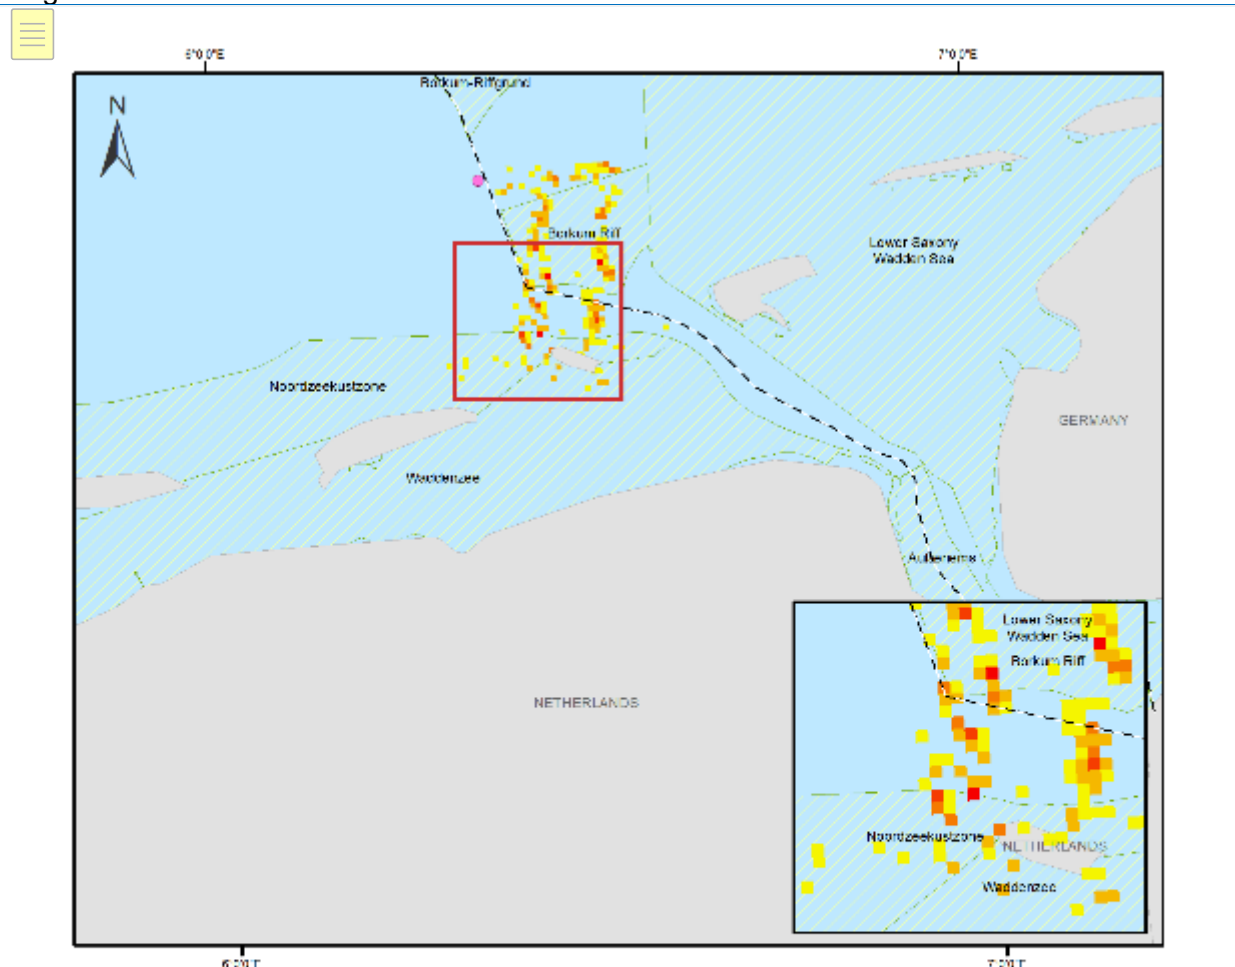 6°0'0"E
7°0'0"E
Borkum-Riffgrund
N
Borkum Riff
Lower Saxony
Wadden Sea
Noordzeekustzone
GERMANY
Waddenzee
Außenems
NETHERLANDS
Lower Saxony
Wadden Sea
Borkum Riff
Noordzeekustzone
NETHERLANDS
Waddenzee